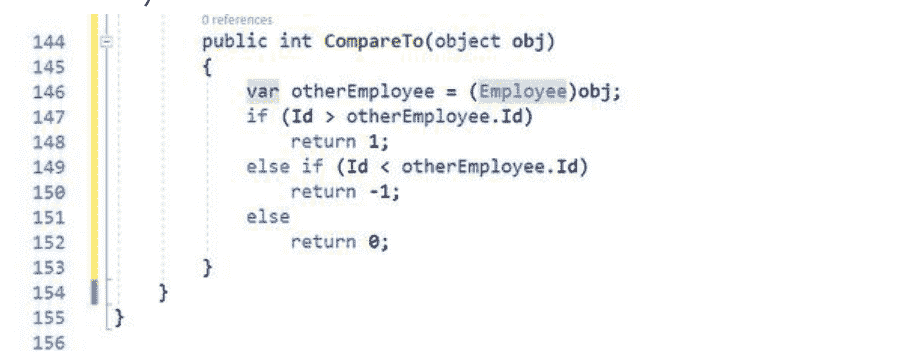 0 references
144 public int CompareTo(object obj)
145 {
146 var otherEmployee = (Employee)obj;
147 if (Id > otherEmployee.Id)
148 return 1;
149 else if (Id < otherEmployee.Id)
150 return -1;
151 else
152 return 0;
153 }
154 }
155 }
156